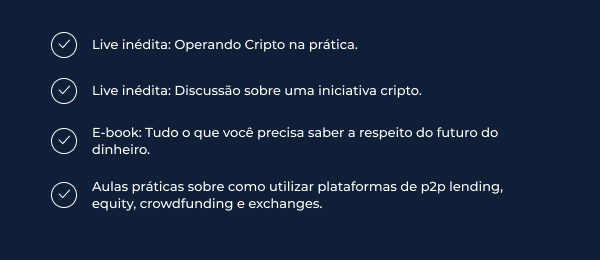 Live inédita: Operando Cripto na prática.
Live inédita: Discussão sobre uma iniciativa cripto.
E-book: Tudo o que você precisa saber a respeito do futuro do
dinheiro.
Aulas práticas sobre como utilizar plataformas de p2p lending,
equity, crowdfunding e exchanges.